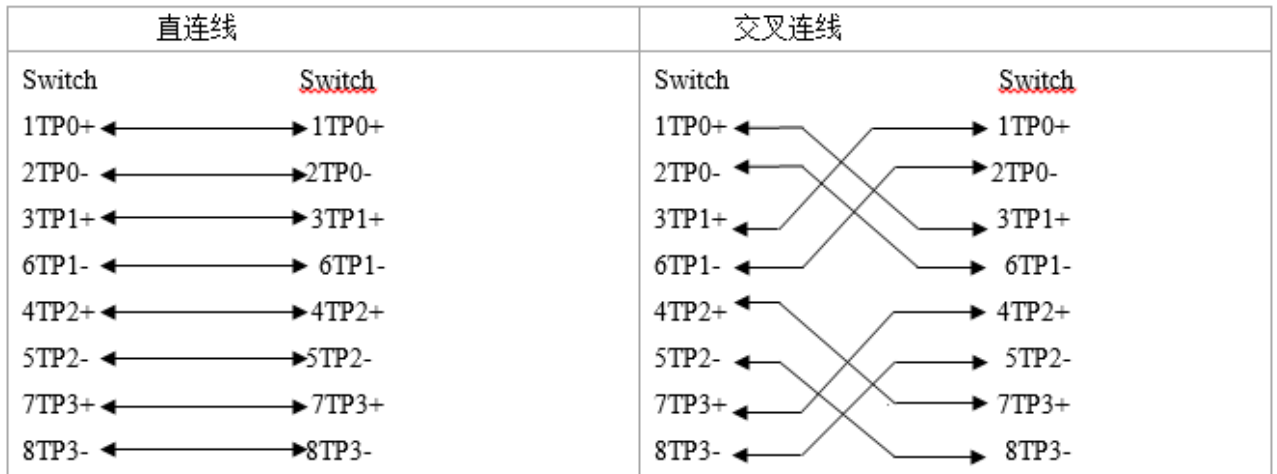 直连线 交叉连线
Switch Switch Switch Switch
1TP0+ 1TP0+ 1TP0+ 1TP0+
2TP0- 2TP0- 2TP0- 2TP0-
3TP1+ 3TP1+ 3TP1+ 3TP1+
6TP1- 6TP1- 6TP1- 6TP1-
4TP2+ 4TP2+ 4TP2+ 4TP2+
5TP2- 5TP2- 5TP2- 5TP2-
7TP3+ 7TP3+ 7TP3+ 7TP3+
8TP3- 8TP3- 8TP3- 8TP3-